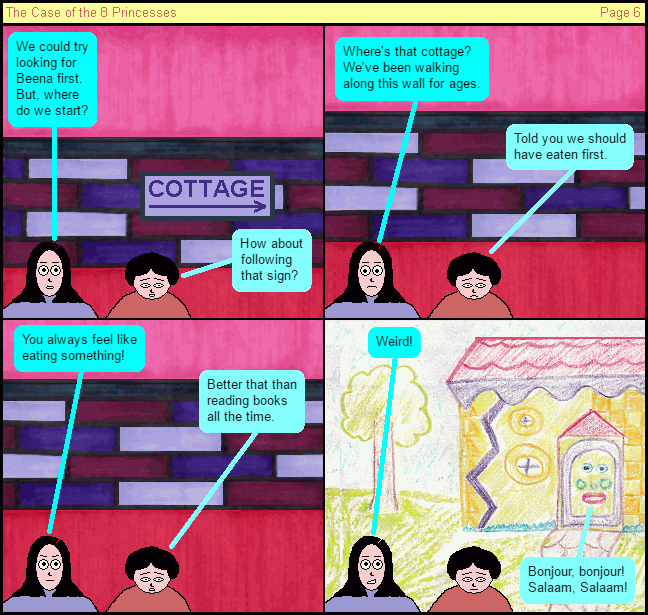 The Case of the 8 Princesses
Page 6
We could try
looking for
Beena first.
But, where
do we start?
COTTAGE
How about
following
that sign?
Where's that cottage?
We've been walking
along this wall for ages.
Told you we should
have eaten first.
You always feel like
eating something!
Better that than
reading books
all the time.
Weird!
Bonjour, bonjour!
Salaam, Salaam!